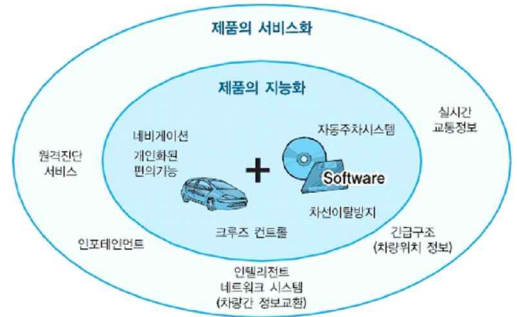 제품의 서비스화
제품의 지능화
네비게이션
개인화된
편의기능
자동주차시스템
실시간
교통정보
원격진단
서비스
Software
차선이탈방지
크루즈 컨트롤
인포테인먼트
긴급구조
(차량위치 정보)
인텔리전트
네트워크 시스템
(차량간 정보교환)